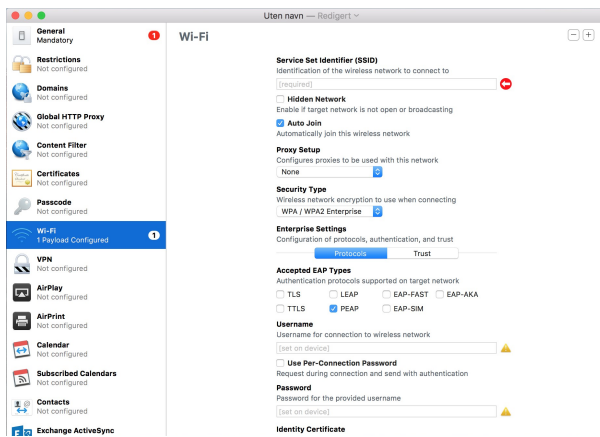 Uten navn — Redigert
General
Mandatory
1
Restrictions
Not configured
Domains
Not configured
Global HTTP Proxy
Not configured
Content Filter
Not configured
Certificates
Not configured
Passcode
Not configured
Wi-Fi
1 Payload Configured
1
VPN
Not configured
AirPlay
Not configured
AirPrint
Not configured
Calendar
Not configured
Subscribed Calendars
Not configured
Contacts
Not configured
Exchange ActiveSync
Wi-Fi
Service Set Identifier (SSID)
Identification of the wireless network to connect to
[required]
Hidden Network
Enable if target network is not open or broadcasting
Auto Join
Automatically join this wireless network
Proxy Setup
Configures proxies to be used with this network
None
Security Type
Wireless network encryption to use when connecting
WPA / WPA2 Enterprise
Enterprise Settings
Configuration of protocols, authentication, and trust
Protocols Trust
Accepted EAP Types
Authentication protocols supported on target network
TLS LEAP EAP-FAST EAP-AKA
TTLS PEAP EAP-SIM
Username
Username for connection to wireless network
[set on device]
Use Per-Connection Password
Request during connection and send with authentication
Password
Password for the provided username
[set on device]
Identity Certificate